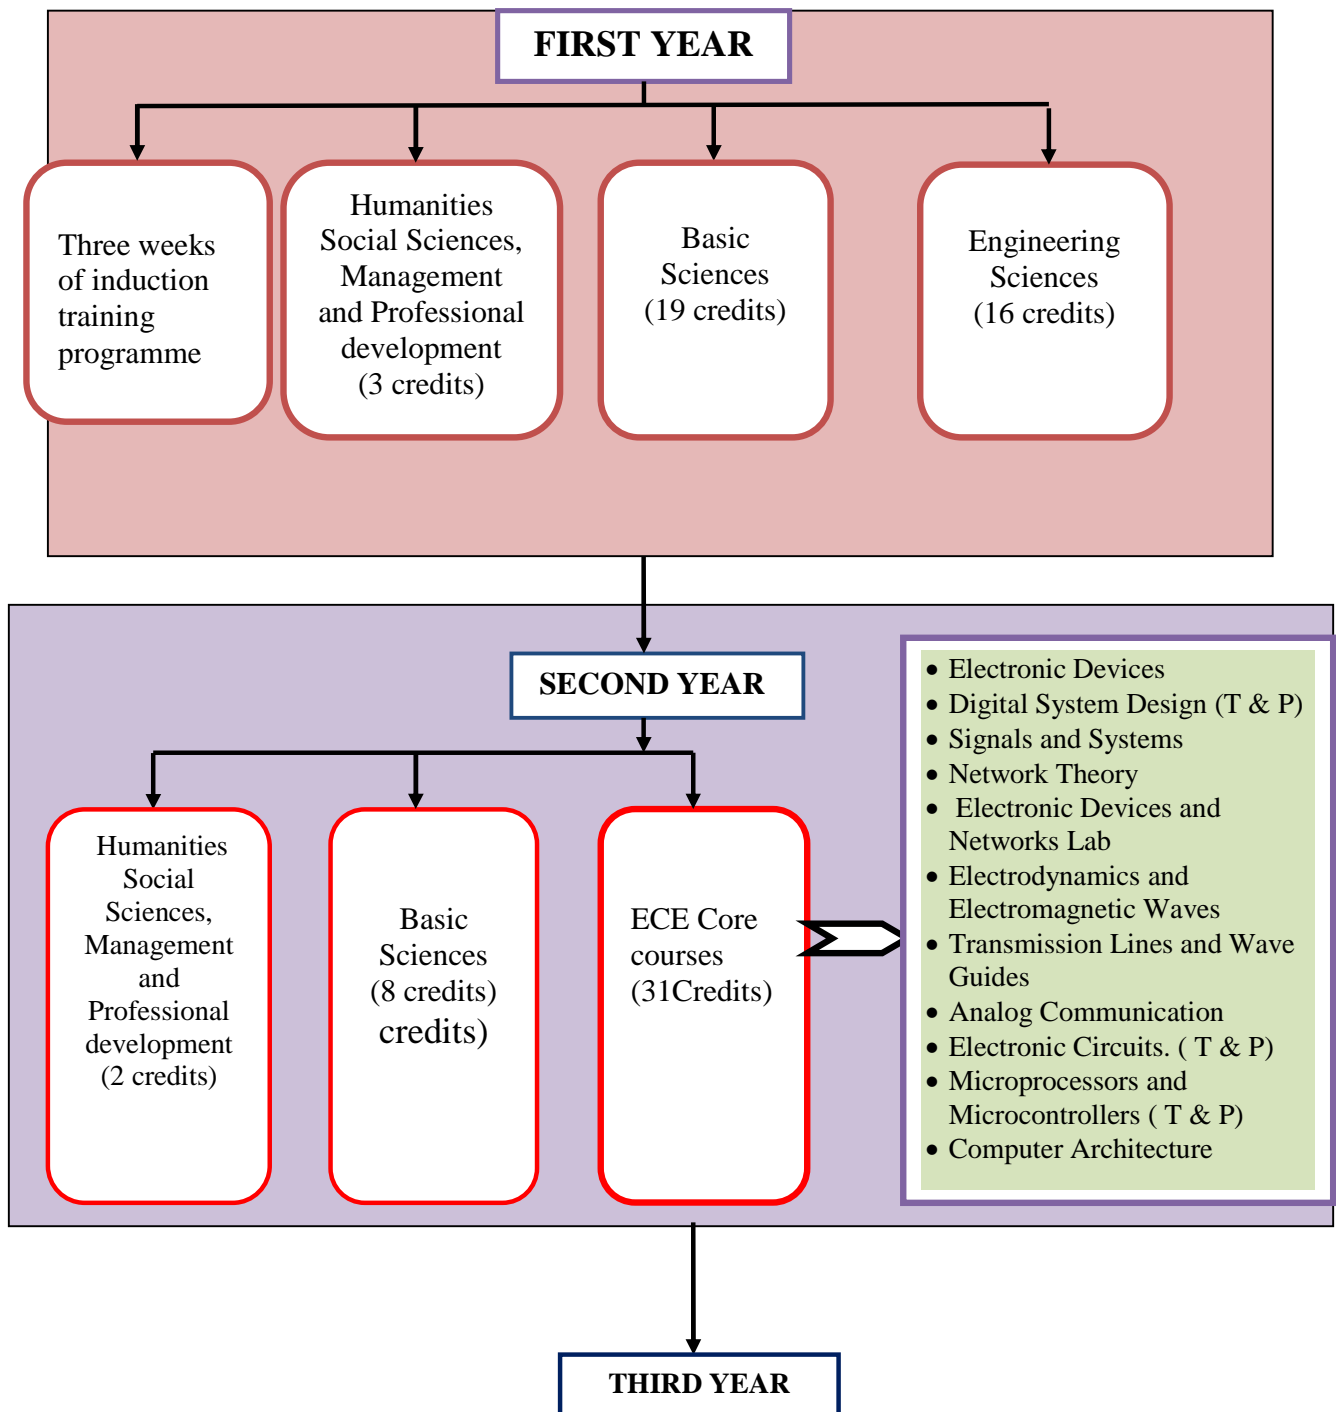 FIRST YEAR
Three weeks
of induction
training
programme
Humanities
Social Sciences,
Management
and Professional
development
(3 credits)
Basic
Sciences
(19 credits)
Engineering
Sciences
(16 credits)
SECOND YEAR
Humanities
Social
Sciences,
Management
and
Professional
development
(2 credits)
Basic
Sciences
(8 credits)
credits)
ECE Core
courses
(31Credits)
• Electronic Devices
• Digital System Design (T & P)
• Signals and Systems
• Network Theory
• Electronic Devices and
Networks Lab
• Electrodynamics and
Electromagnetic Waves
• Transmission Lines and Wave
Guides
• Analog Communication
• Electronic Circuits. ( T & P)
• Microprocessors and
Microcontrollers ( T & P)
• Computer Architecture
THIRD YEAR